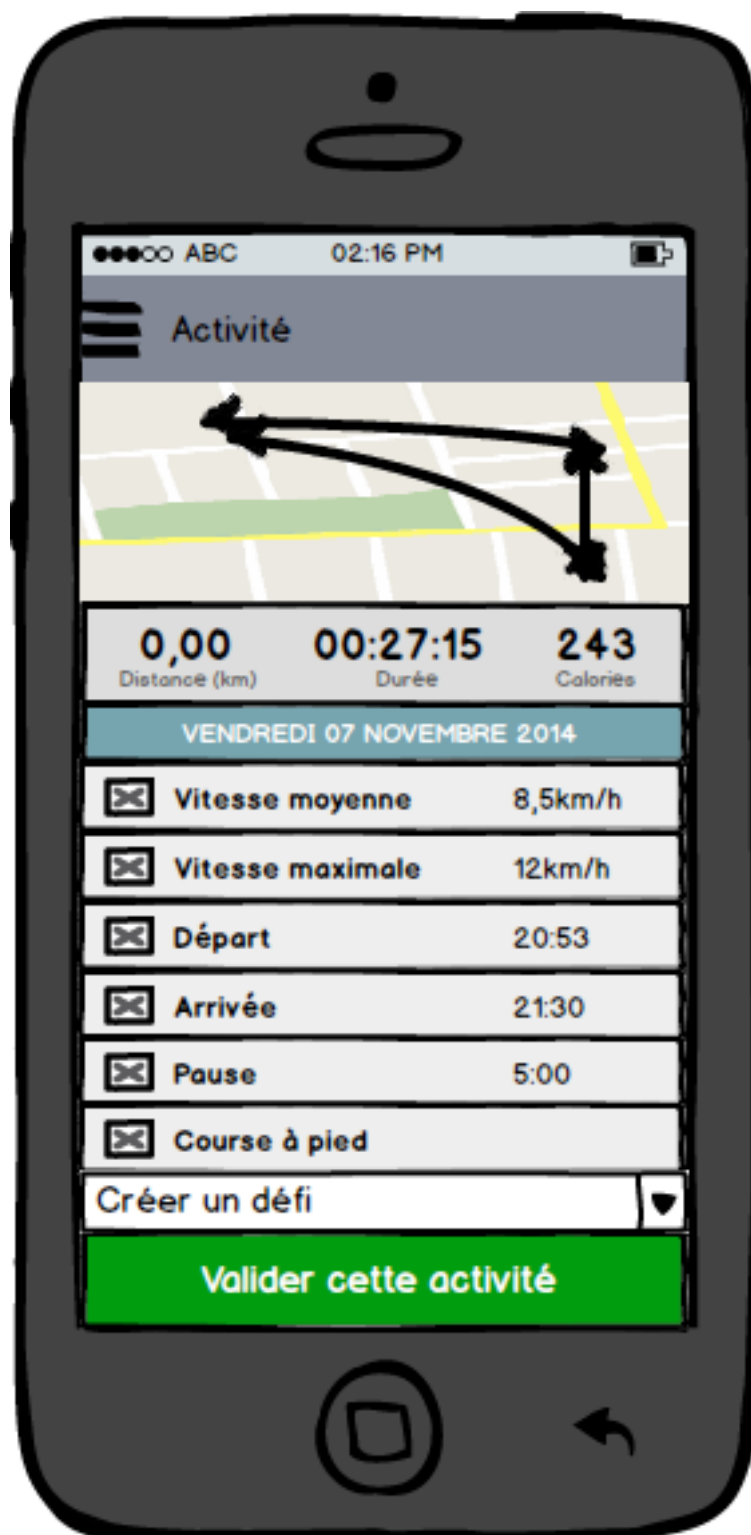 ABC 02:16 PM
Activité
0,00 00:27:15 243
Distance (km) Durée Calories
VENDREDI 07 NOVEMBRE 2014
Vitesse moyenne 8,5km/h
Vitesse maximale 12km/h
Départ 20:53
Arrivée 21:30
Pause 5:00
Course à pied
Créer un défi
Valider cette activité